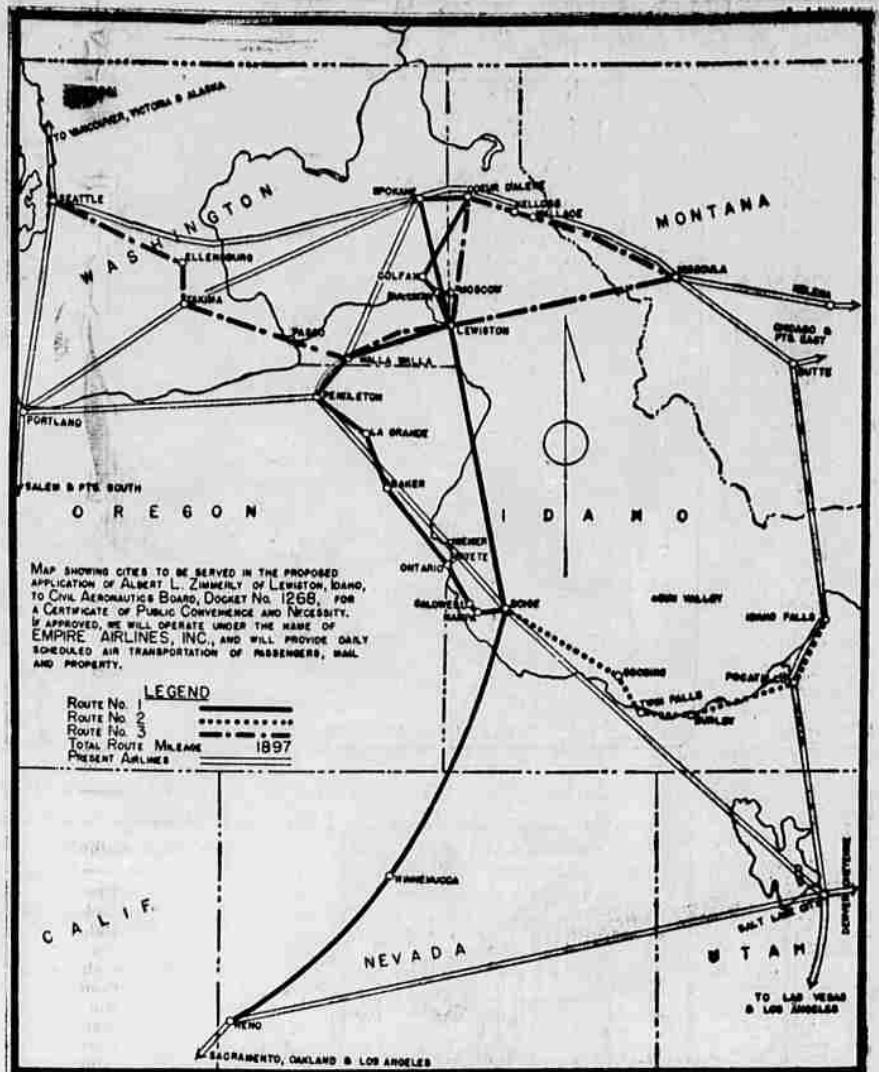 TO VANCOUVER, VICTORIA & ALASKA
SEATTLE
WASHINGTON
SPOKANE
COEUR D'ALENE
KELLOGG
WALLACE
MONTANA
ELLENSBURG
COLFAX
MOSCOW
MISSOULA
HELENA
YAKIMA
PASCO
LEWISTON
CHICAGO &
PTS. EAST
WALLA WALLA
BUTTE
PENDLETON
PORTLAND
LA GRANDE
SALEM & PTS. SOUTH
BAKER
OREGON
IDAHO
WEISER
PAYETTE
ONTARIO
MAP SHOWING CITIES TO BE SERVED IN THE PROPOSED
APPLICATION OF ALBERT L. ZIMMERLY OF LEWISTON, IDAHO,
TO CIVIL AERONAUTICS BOARD, DOCKET NO. 1268, FOR
A CERTIFICATE OF PUBLIC CONVENIENCE AND NECESSITY.
IF APPROVED, WE WILL OPERATE UNDER THE NAME OF
EMPIRE AIRLINES, INC., AND WILL PROVIDE DAILY
SCHEDULED AIR TRANSPORTATION OF PASSENGERS, MAIL
AND PROPERTY.
CALDWELL
NAMPA
BOISE
SUN VALLEY
IDAHO FALLS
GOODING
POCATELLO
TWIN FALLS
BURLEY
LEGEND
ROUTE NO. 1
ROUTE NO. 2
ROUTE NO. 3
TOTAL ROUTE MILEAGE 1897
PRESENT AIRLINES
WINNEMUCCA
CALIF.
NEVADA
SALT LAKE CITY
DENVER, CHEYENNE
UTAH
TO LAS VEGAS
& LOS ANGELES
RENO
SACRAMENTO, OAKLAND & LOS ANGELES